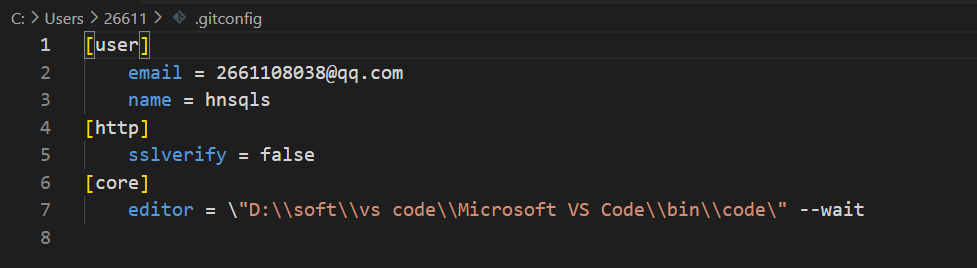 C: > Users > 26611 > .gitconfig
1 [user]
2 email = 2661108038@qq.com
3 name = hnsqls
4 [http]
5 sslverify = false
6 [core]
7 editor = \"D:\\soft\\vs code\\Microsoft VS Code\\bin\\code\" --wait
8